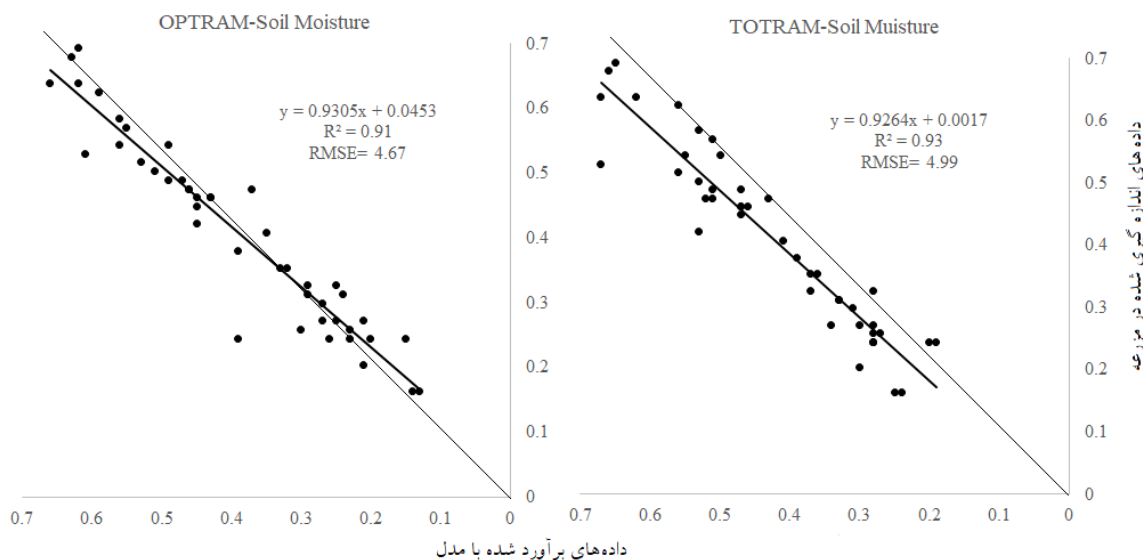 OPTRAM-Soil Moisture
y = 0.9305x + 0.0453
R² = 0.91
RMSE= 4.67
0.7
0.6
0.5
0.4
0.3
0.2
0.1
0
0.7 0.6 0.5 0.4 0.3 0.2 0.1 0
TOTRAM-Soil Muisture
y = 0.9264x + 0.0017
R² = 0.93
RMSE= 4.99
0.7
0.6
0.5
0.4
0.3
0.2
0.1
0
0.7 0.6 0.5 0.4 0.3 0.2 0.1 0
داده های اندازه گیری شده در مزرعه
داده‌های برآورد شده با مدل